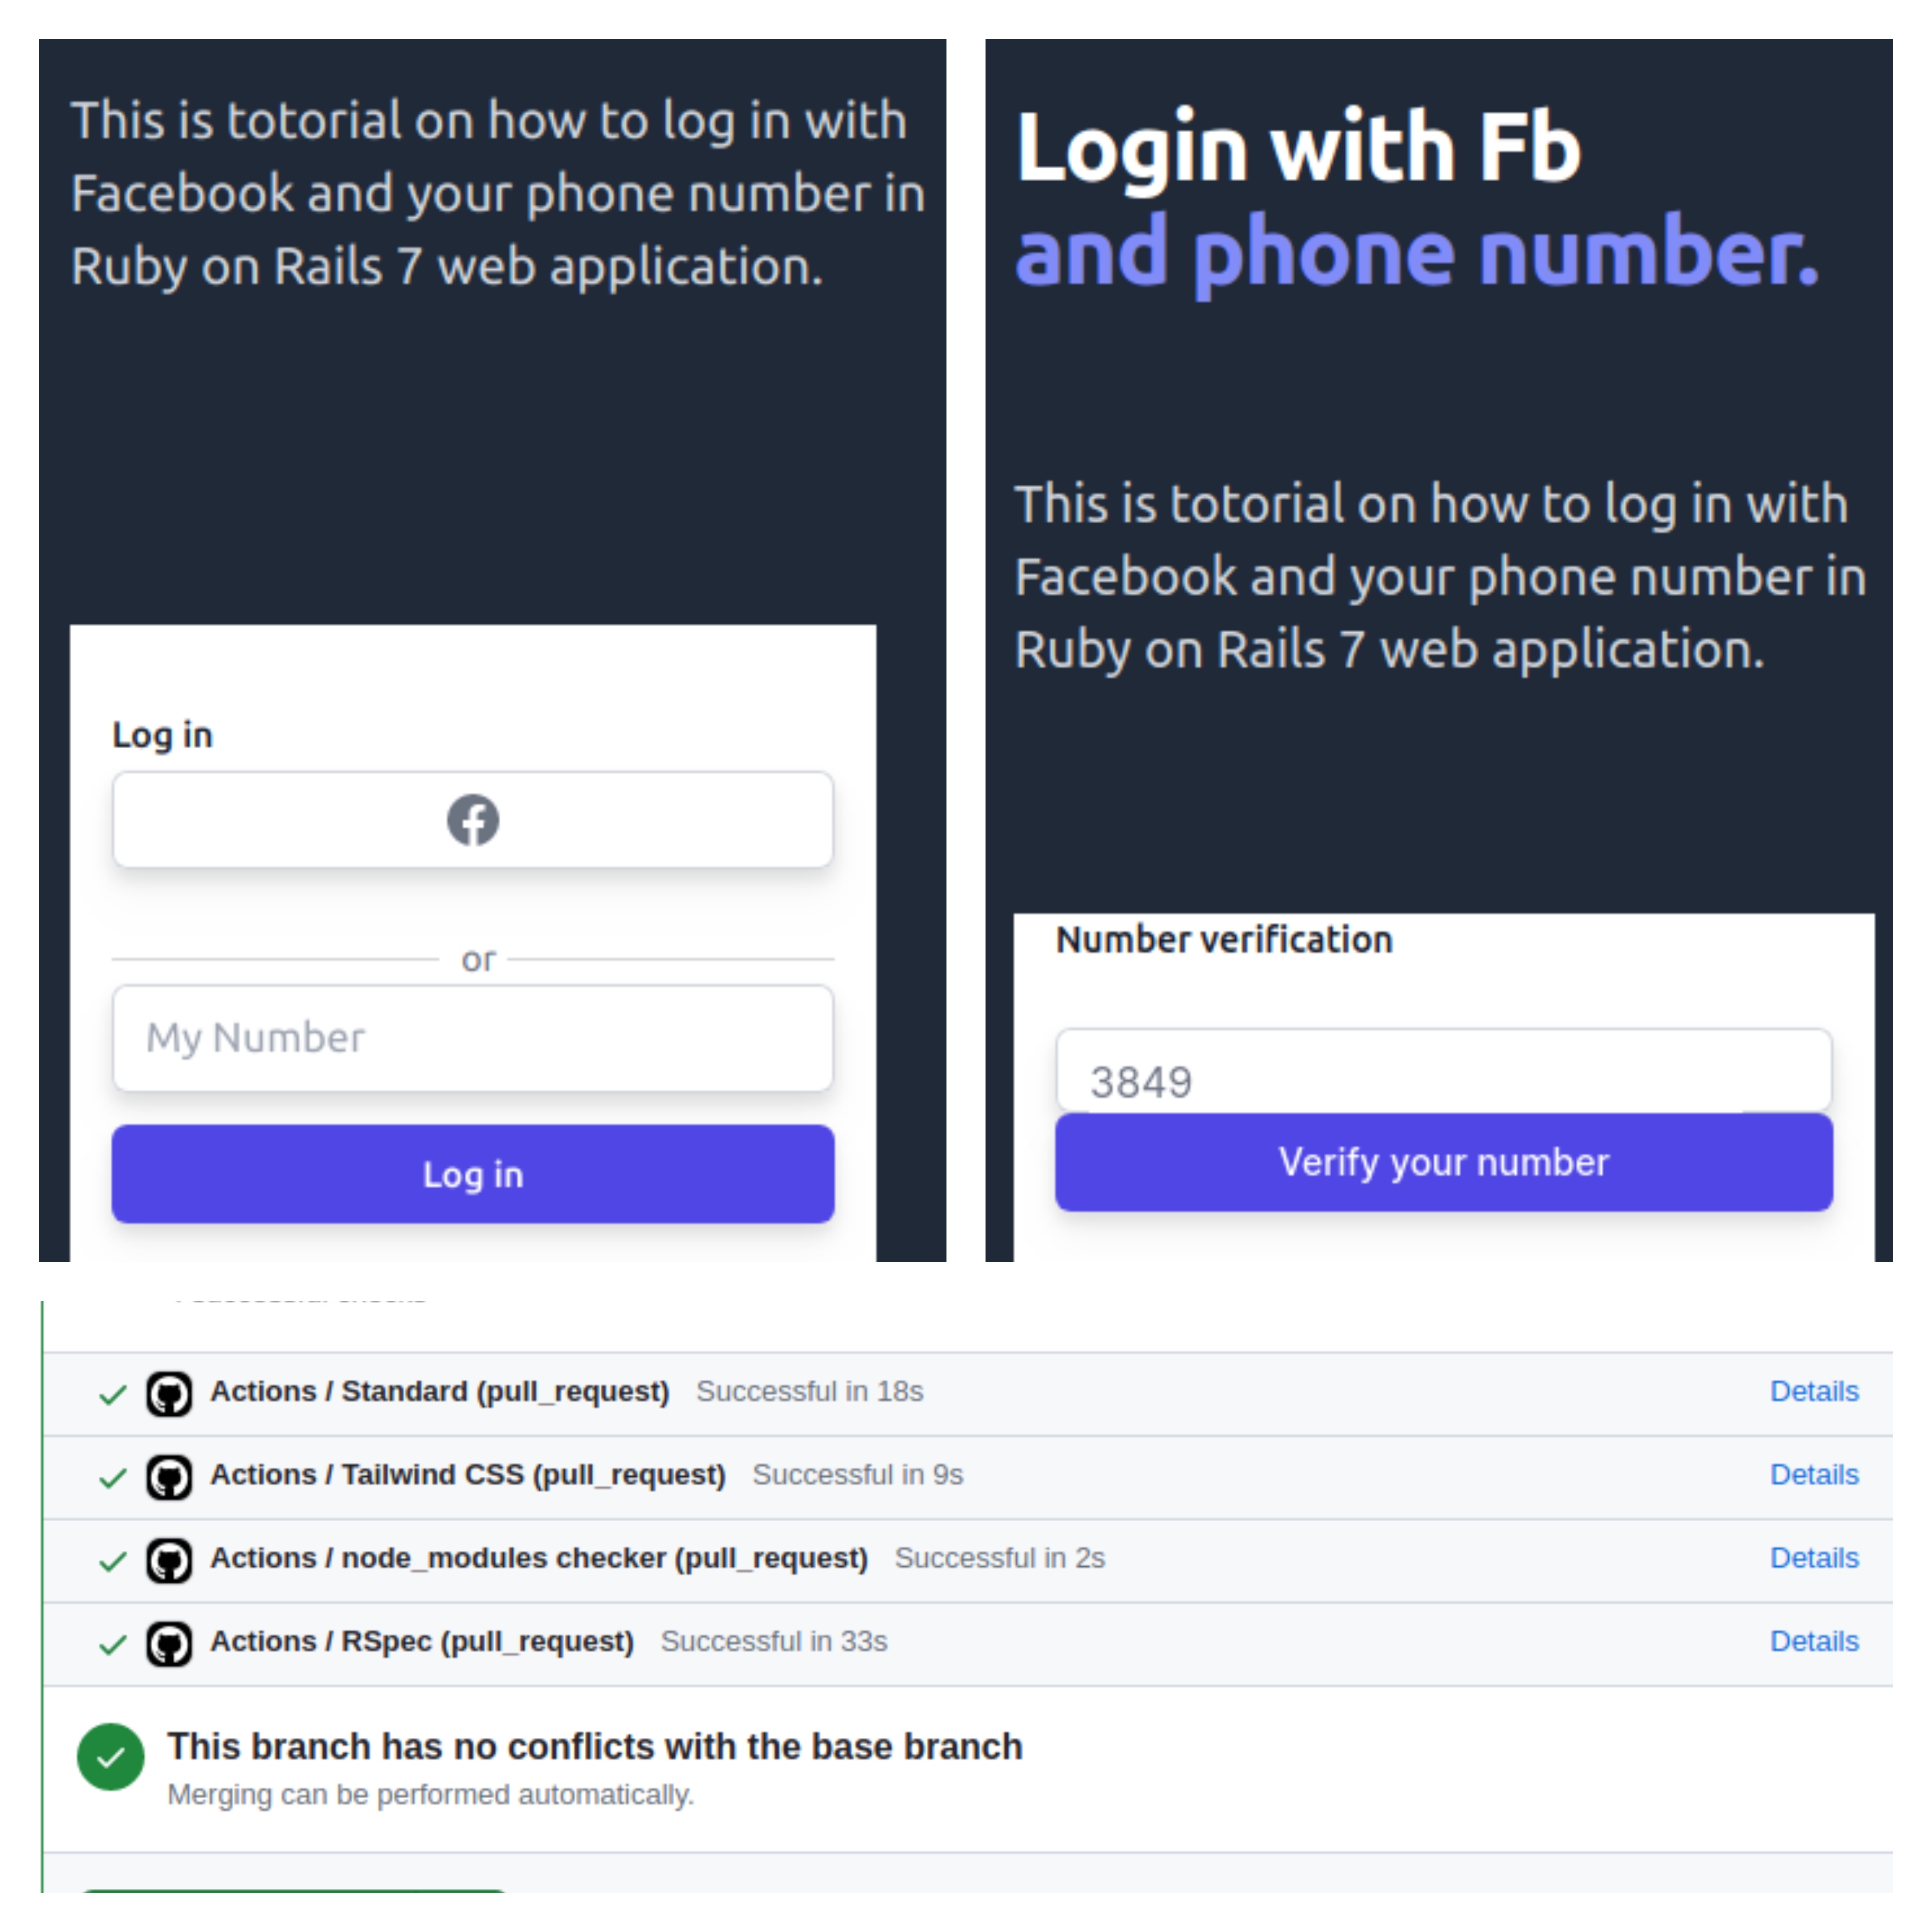 This is totorial on how to log in with
Facebook and your phone number in
Ruby on Rails 7 web application.
Log in
or
My Number
Log in
Login with Fb
and phone number.
This is totorial on how to log in with
Facebook and your phone number in
Ruby on Rails 7 web application.
Number verification
3849
Verify your number
Actions / Standard (pull_request) Successful in 18s Details
Actions / Tailwind CSS (pull_request) Successful in 9s Details
Actions / node_modules checker (pull_request) Successful in 2s Details
Actions / RSpec (pull_request) Successful in 33s Details
This branch has no conflicts with the base branch
Merging can be performed automatically.